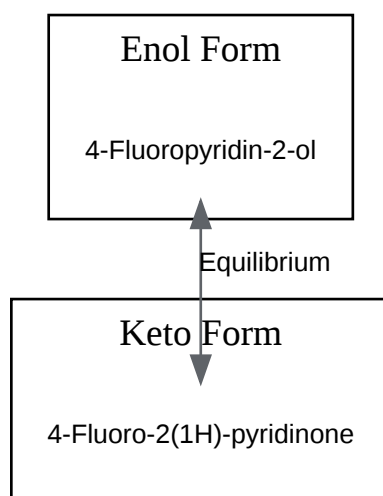 Enol Form
4-Fluoropyridin-2-ol
Equilibrium
Keto Form
4-Fluoro-2(1H)-pyridinone